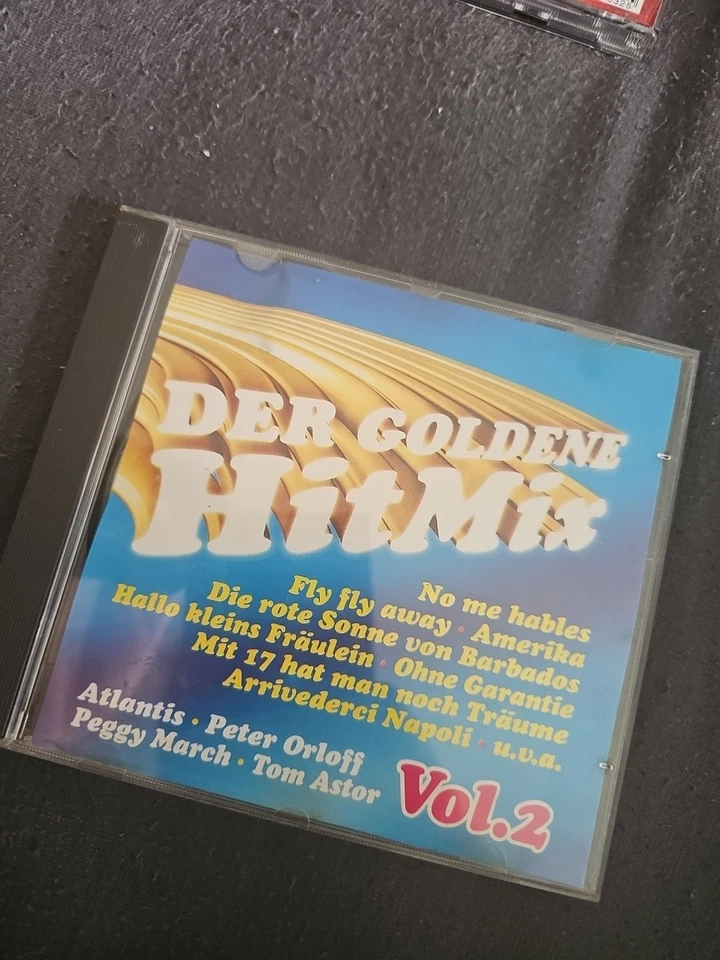 DER GOLDENE
HitMix
No me hables
Fly fly away • Amerika
Die rote Sonne von Barbados
Hallo kleins Fräulein • Ohne Garantie
Mit 17 hat man noch Träume
Arrivederci Napoli • u.v.a.
Atlantis • Peter Orloff
Peggy March • Tom Astor
Vol.2